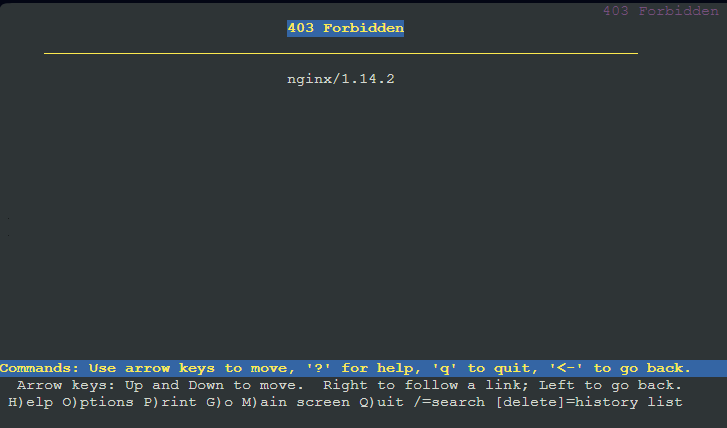 403 Forbidden
403 Forbidden
nginx/1.14.2
Commands: Use arrow keys to move, '?' for help, 'q' to quit, '<-' to go back.
Arrow keys: Up and Down to move.  Right to follow a link; Left to go back.
H)elp O)ptions P)rint G)o M)ain screen Q)uit /=search [delete]=history list